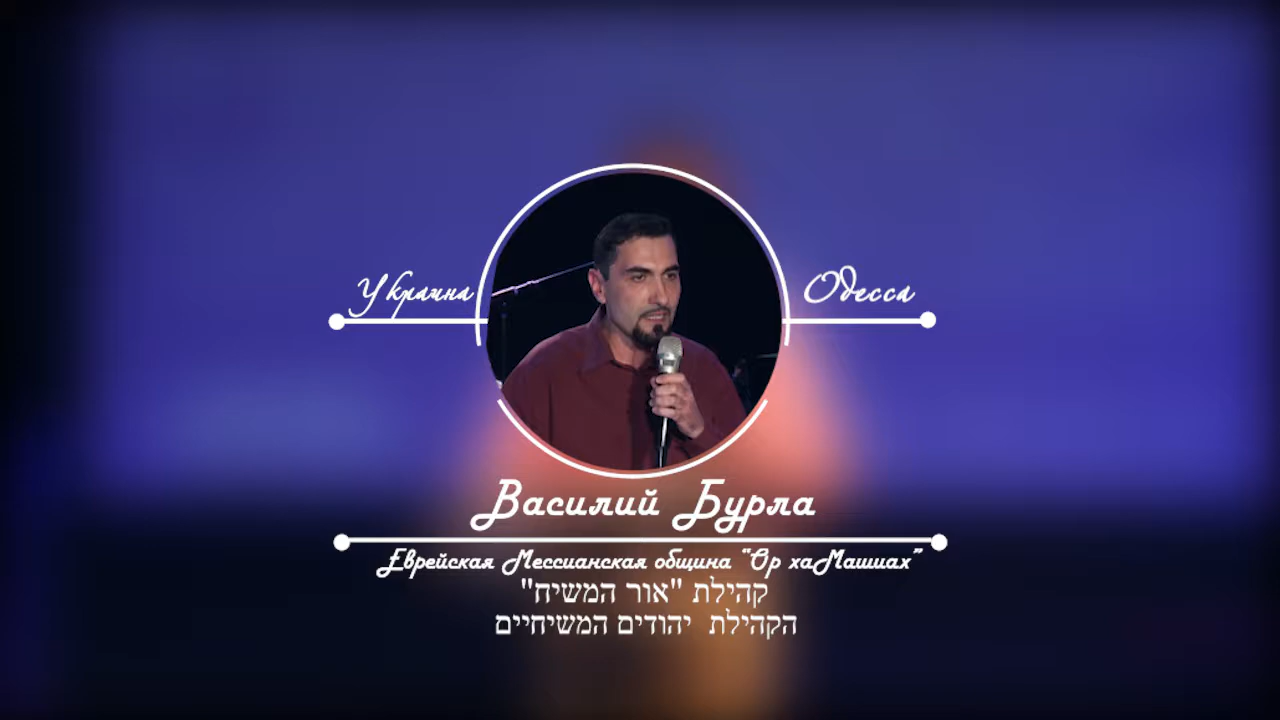 Украина
Одесса
Василий Бурла
Еврейская Мессианская община "Ор хаМашиах"
קהילת "אור המשיח"
הקהילת יהודים המשיחיים